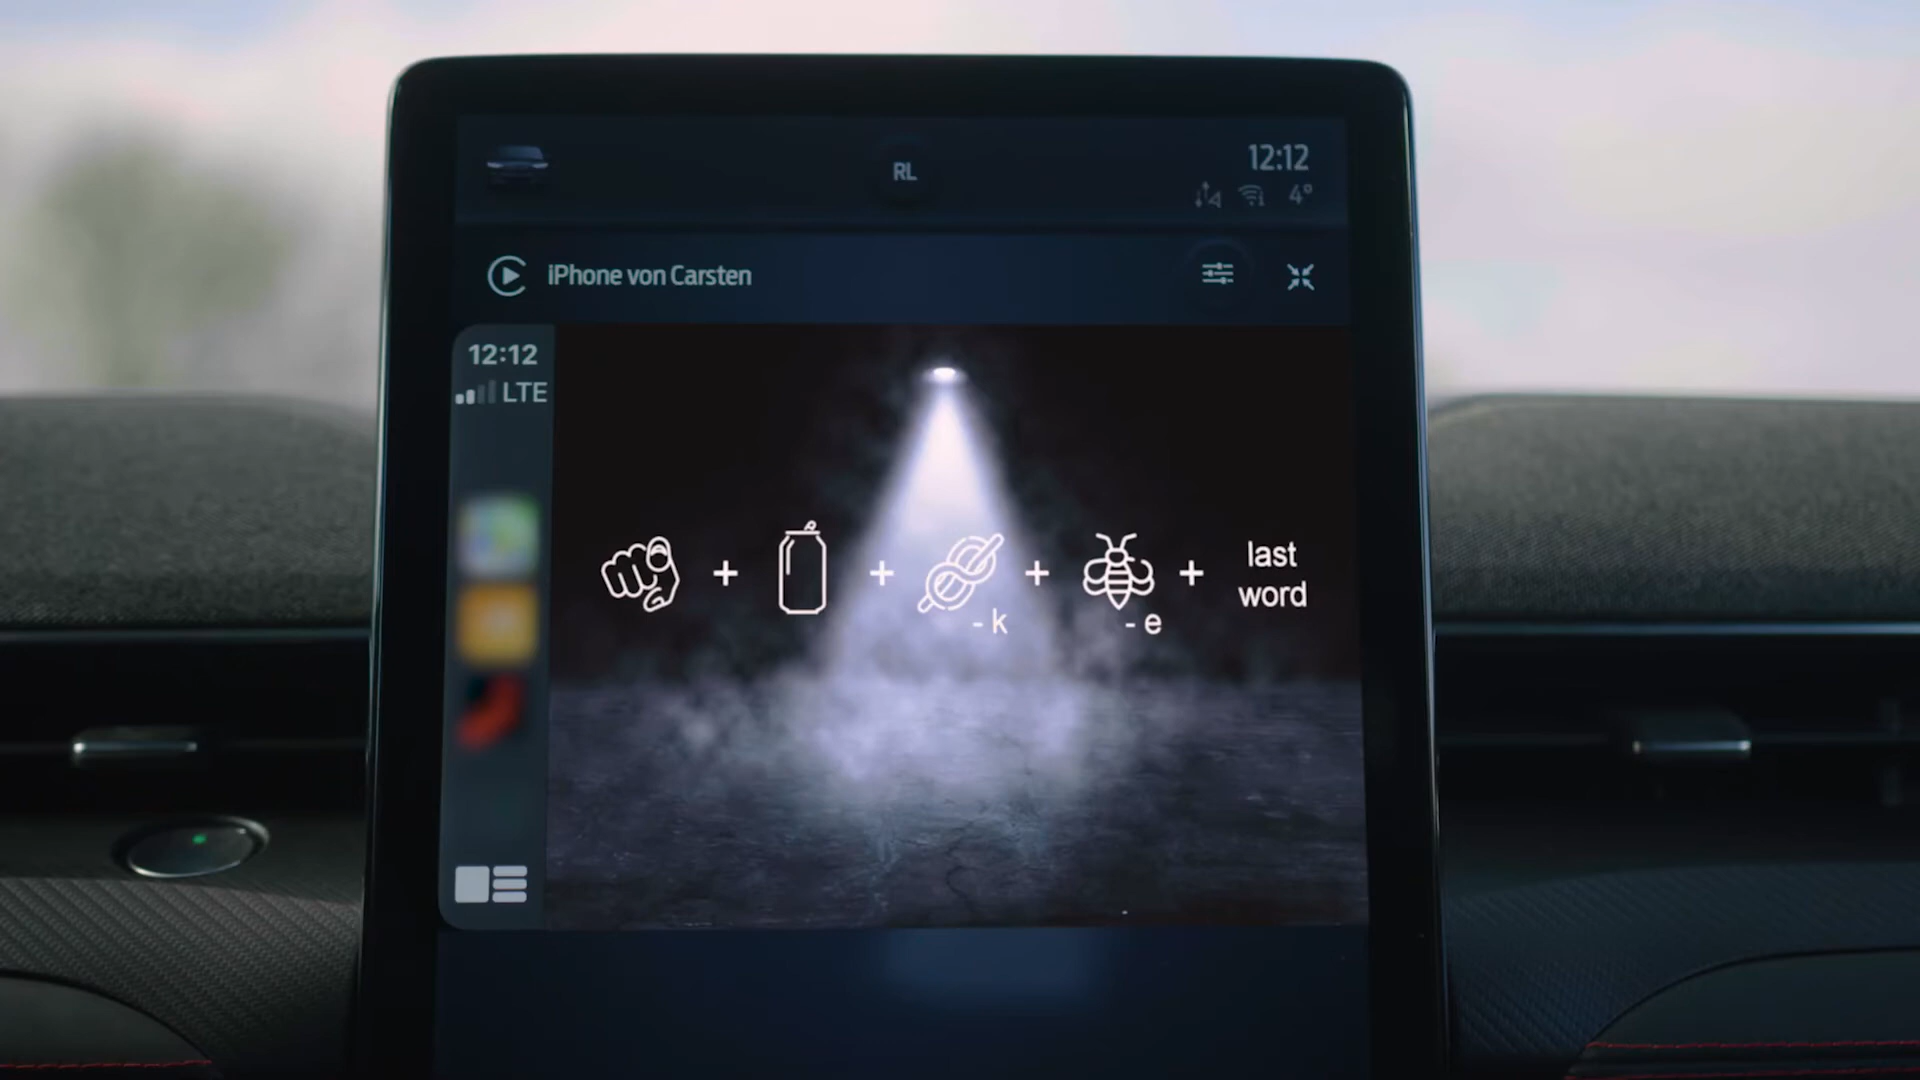 RL
12:12
4°
iPhone von Carsten
12:12
LTE
+ + + + last
word
- k - e